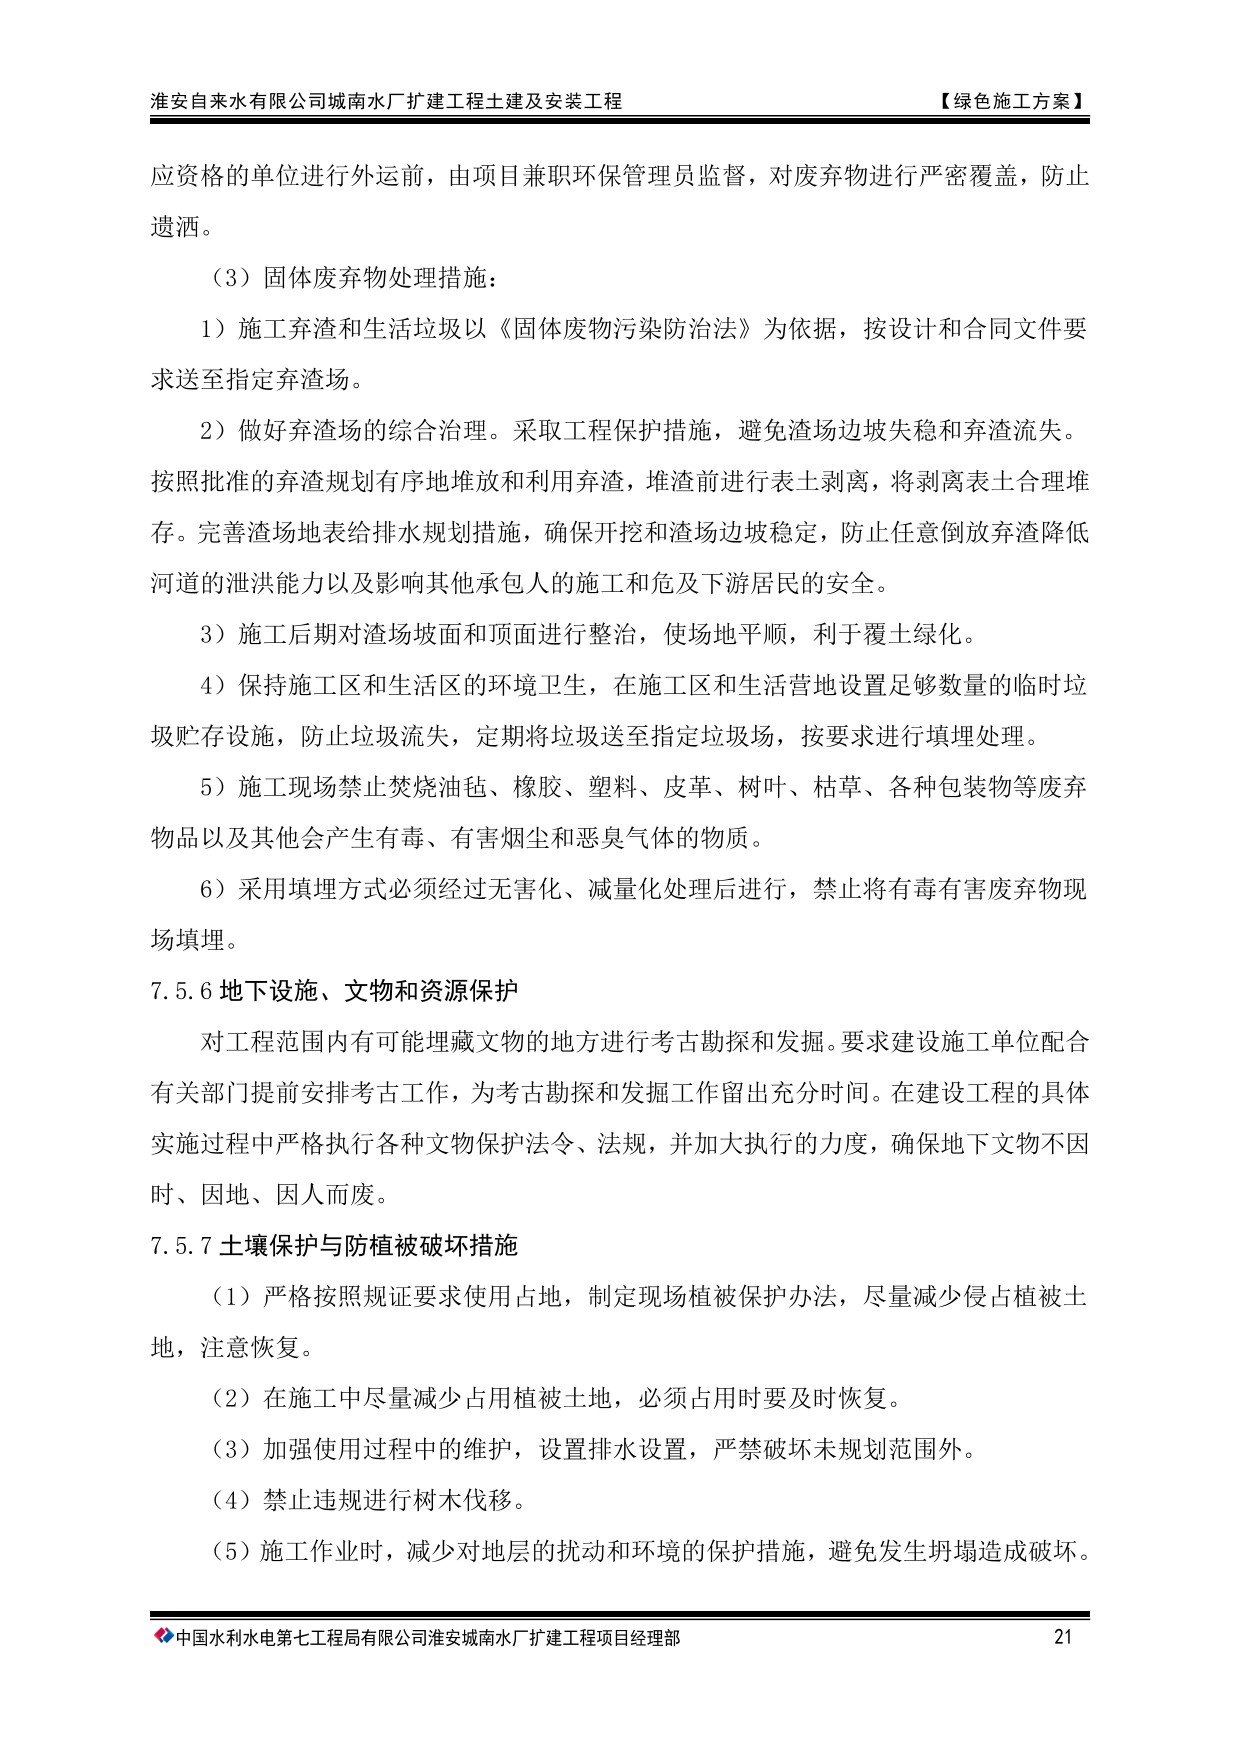 淮安自来水有限公司城南水厂扩建工程土建及安装工程 【绿色施工方案】
应资格的单位进行外运前，由项目兼职环保管理员监督，对废弃物进行严密覆盖，防止
遗洒。
（3）固体废弃物处理措施：
1）施工弃渣和生活垃圾以《固体废物污染防治法》为依据，按设计和合同文件要
求送至指定弃渣场。
2）做好弃渣场的综合治理。采取工程保护措施，避免渣场边坡失稳和弃渣流失。
按照批准的弃渣规划有序地堆放和利用弃渣，堆渣前进行表土剥离，将剥离表土合理堆
存。完善渣场地表给排水规划措施，确保开挖和渣场边坡稳定，防止任意倒放弃渣降低
河道的泄洪能力以及影响其他承包人的施工和危及下游居民的安全。
3）施工后期对渣场坡面和顶面进行整治，使场地平顺，利于覆土绿化。
4）保持施工区和生活区的环境卫生，在施工区和生活营地设置足够数量的临时垃
圾贮存设施，防止垃圾流失，定期将垃圾送至指定垃圾场，按要求进行填埋处理。
5）施工现场禁止焚烧油毡、橡胶、塑料、皮革、树叶、枯草、各种包装物等废弃
物品以及其他会产生有毒、有害烟尘和恶臭气体的物质。
6）采用填埋方式必须经过无害化、减量化处理后进行，禁止将有毒有害废弃物现
场填埋。
7.5.6 地下设施、文物和资源保护
对工程范围内有可能埋藏文物的地方进行考古勘探和发掘。要求建设施工单位配合
有关部门提前安排考古工作，为考古勘探和发掘工作留出充分时间。在建设工程的具体
实施过程中严格执行各种文物保护法令、法规，并加大执行的力度，确保地下文物不因
时、因地、因人而废。
7.5.7 土壤保护与防植被破坏措施
（1）严格按照规证要求使用占地，制定现场植被保护办法，尽量减少侵占植被土
地，注意恢复。
（2）在施工中尽量减少占用植被土地，必须占用时要及时恢复。
（3）加强使用过程中的维护，设置排水设置，严禁破坏未规划范围外。
（4）禁止违规进行树木伐移。
（5）施工作业时，减少对地层的扰动和环境的保护措施，避免发生坍塌造成破坏。
中国水利水电第七工程局有限公司淮安城南水厂扩建工程项目经理部 21